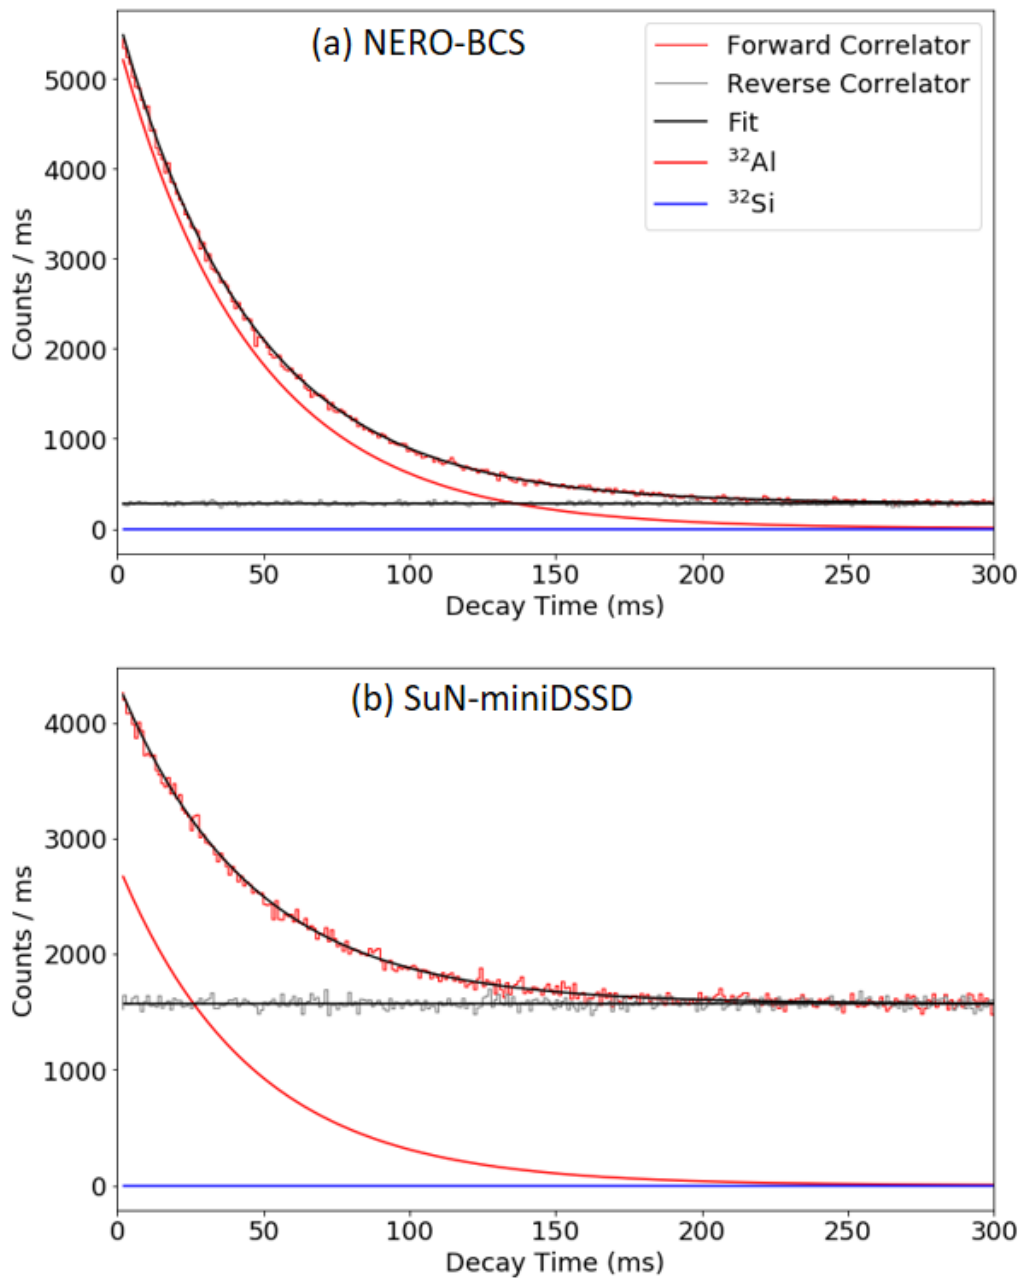 (a) NERO-BCS
Forward Correlator
Reverse Correlator
Fit
³²Al
³²Si
5000
4000
3000
2000
1000
0
Counts / ms
0 50 100 150 200 250 300
Decay Time (ms)
(b) SuN-miniDSSD
4000
3000
2000
1000
0
Counts / ms
0 50 100 150 200 250 300
Decay Time (ms)